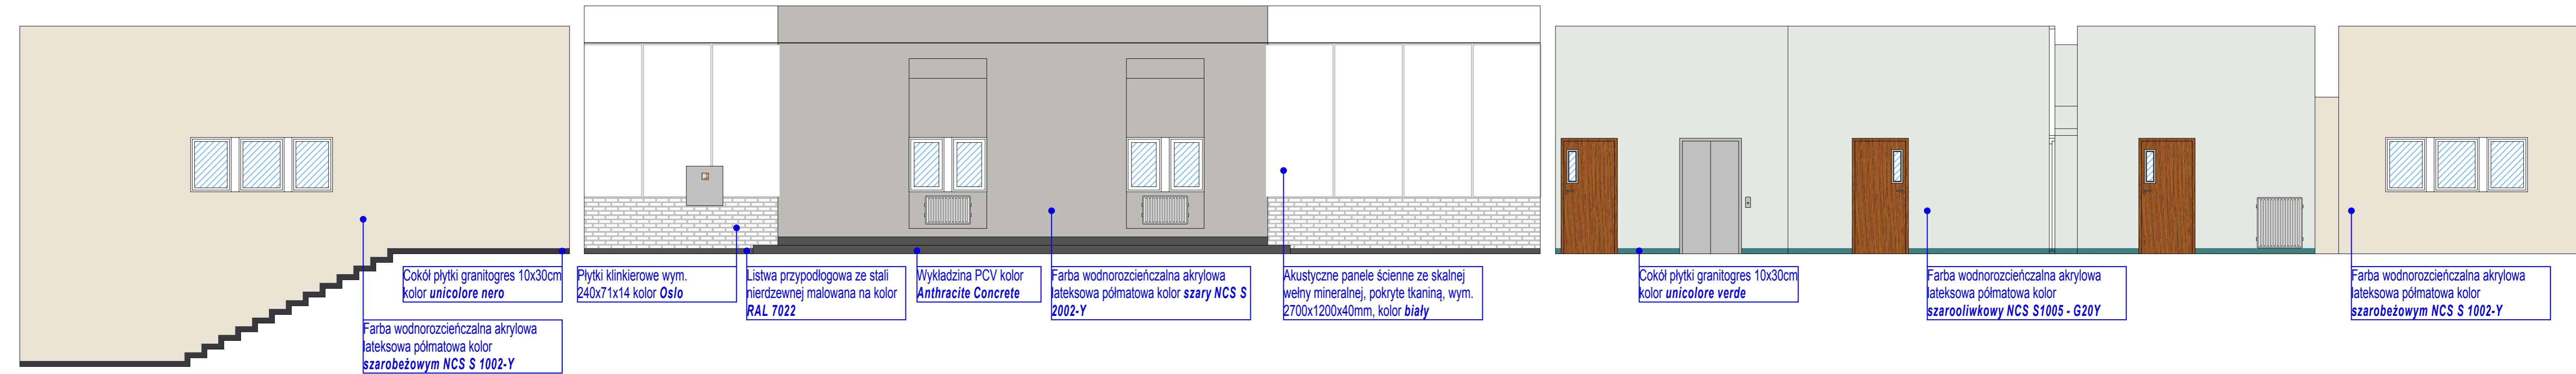 Cokół płytki granitogres 10x30cm
kolor unicolore nero
Farba wodnorozcieńczalna akrylowa
lateksowa półmatowa kolor
szarobeżowym NCS S 1002-Y
Płytki klinkierowe wym.
240x71x14 kolor Oslo
Listwa przypodłogowa ze stali
nierdzewnej malowana na kolor
RAL 7022
Wykładzina PCV kolor
Anthracite Concrete
Farba wodnorozcieńczalna akrylowa
lateksowa półmatowa kolor szary NCS S
2002-Y
Akustyczne panele ścienne ze skalnej
wełny mineralnej, pokryte tkaniną, wym.
2700x1200x40mm, kolor biały
Cokół płytki granitogres 10x30cm
kolor unicolore verde
Farba wodnorozcieńczalna akrylowa
lateksowa półmatowa kolor
szarooliwkowy NCS S1005 - G20Y
Farba wodnorozcieńczalna akrylowa
lateksowa półmatowa kolor
szarobeżowym NCS S 1002-Y